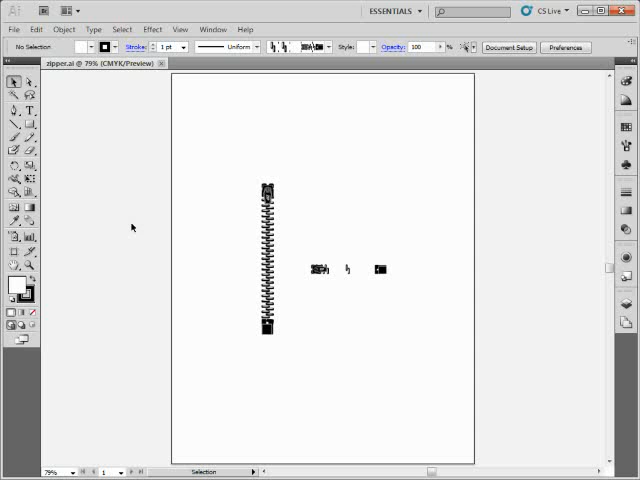 Ai
Br
ESSENTIALS
CS Live
File Edit Object Type Select Effect View Window Help
No Selection Stroke: 1 pt Uniform Style: Opacity: 100 % Document Setup Preferences
zipper.ai @ 79% (CMYK/Preview)
T
79% 1 Selection